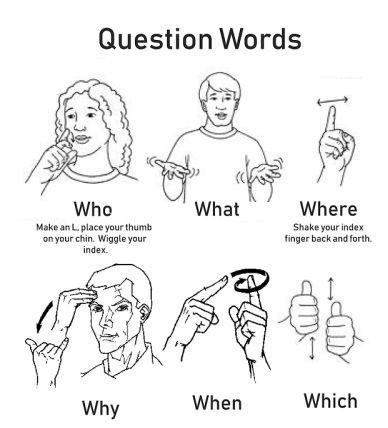 Question Words
Who
Make an L, place your thumb
on your chin. Wiggle your
index.
What
Where
Shake your index
finger back and forth.
Why
When
Which